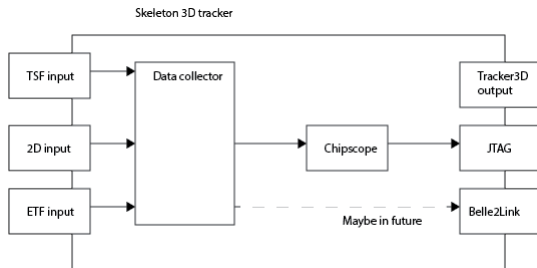 Skeleton 3D tracker
TSF input
Data collector
Tracker3D
output
2D input
Chipscope
JTAG
ETF input
Maybe in future
Belle2Link